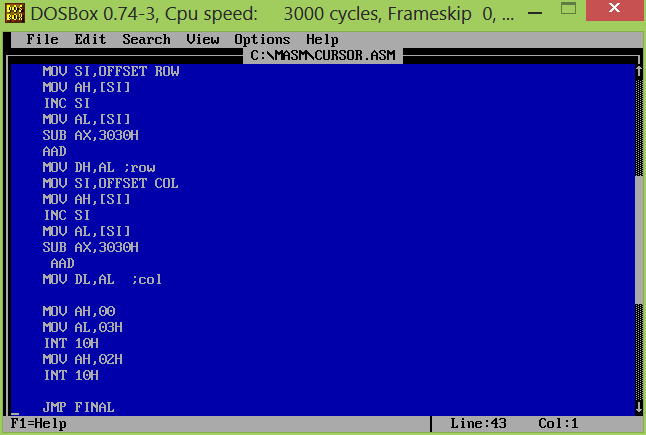 DOS BOX DOSBox 0.74-3, Cpu speed: 3000 cycles, Frameskip 0, ...
File Edit Search View Options Help
C:\MASM\CURSOR.ASM
MOV SI,OFFSET ROW
MOV AH,[SI]
INC SI
MOV AL,[SI]
SUB AX,3030H
AAD
MOV DH,AL ;row
MOV SI,OFFSET COL
MOV AH,[SI]
INC SI
MOV AL,[SI]
SUB AX,3030H
AAD
MOV DL,AL ;col
MOV AH,00
MOV AL,03H
INT 10H
MOV AH,02H
INT 10H
JMP FINAL
F1=Help Line:43 Col:1